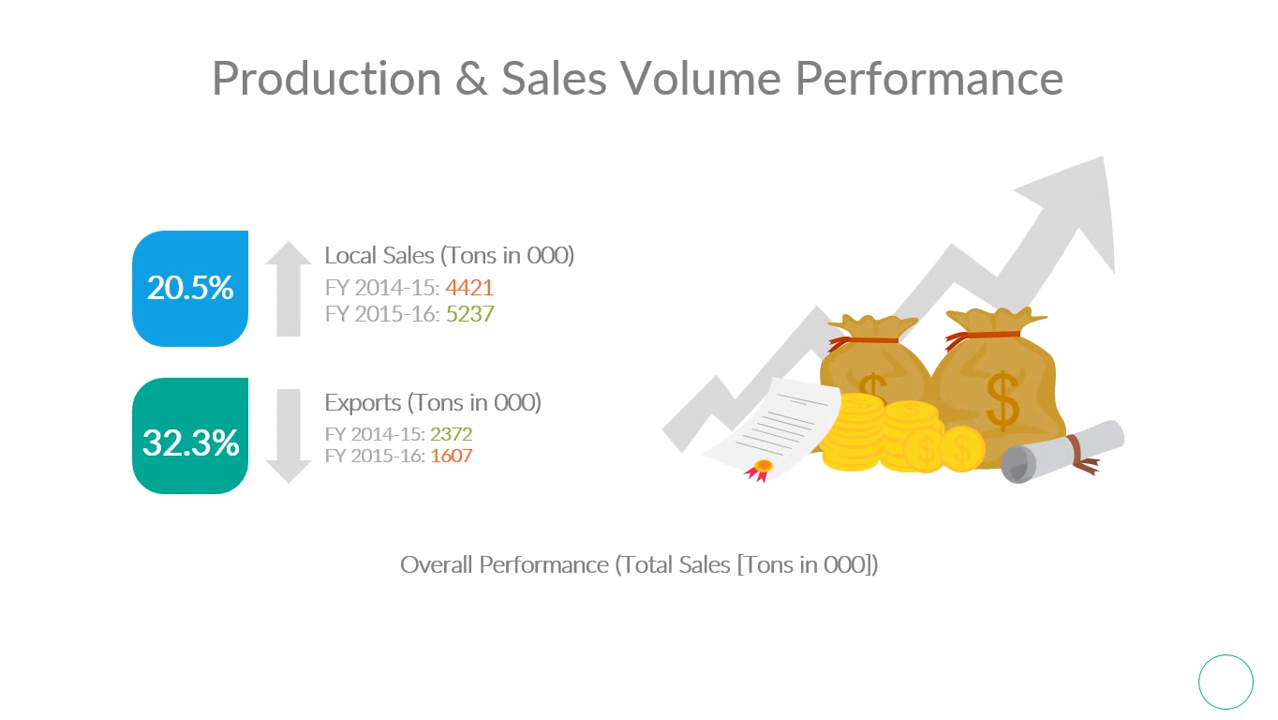 Production & Sales Volume Performance
20.5%
Local Sales (Tons in 000)
FY 2014-15: 4421
FY 2015-16: 5237
32.3%
Exports (Tons in 000)
FY 2014-15: 2372
FY 2015-16: 1607
$
$
$
$
Overall Performance (Total Sales [Tons in 000])